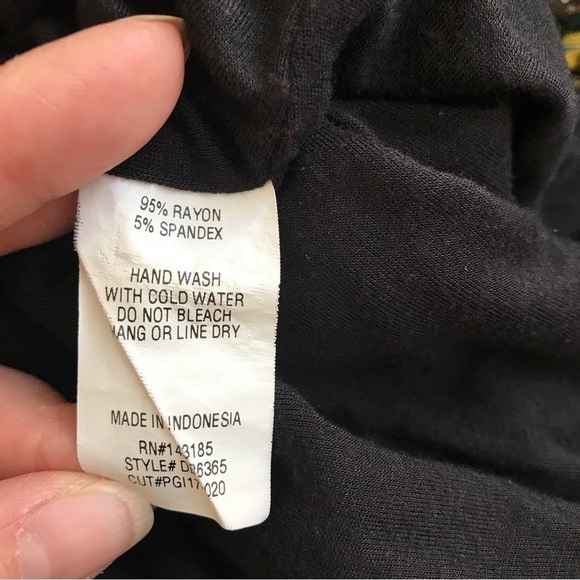 95% RAYON
5% SPANDEX
HAND WASH
WITH COLD WATER
DO NOT BLEACH
HANG OR LINE DRY
MADE IN INDONESIA
RN#143185
STYLE#